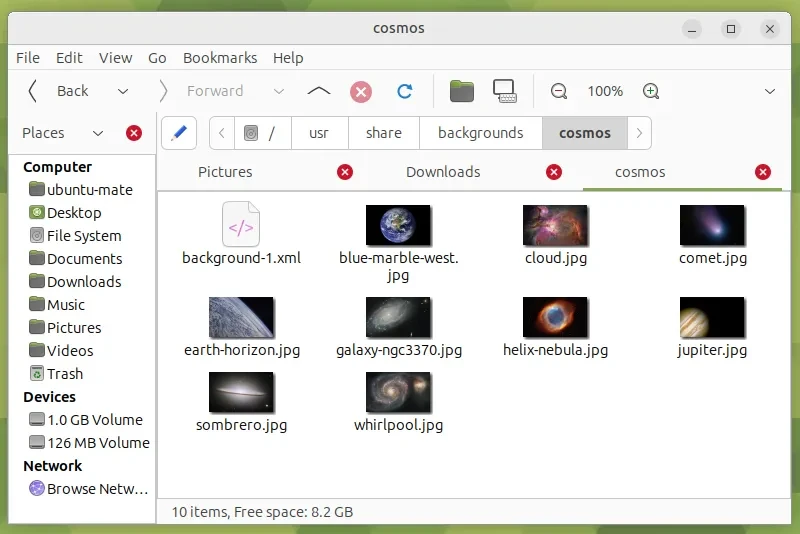 cosmos
File Edit View Go Bookmarks Help
Back Forward 100%
Places / usr share backgrounds cosmos
Pictures Downloads cosmos
Computer
ubuntu-mate
Desktop
File System
Documents
Downloads
Music
Pictures
Videos
Trash
Devices
1.0 GB Volume
126 MB Volume
Network
Browse Netw...
</>
background-1.xml
blue-marble-west.
jpg
cloud.jpg
comet.jpg
earth-horizon.jpg
galaxy-ngc3370.jpg
helix-nebula.jpg
jupiter.jpg
sombrero.jpg
whirlpool.jpg
10 items, Free space: 8.2 GB